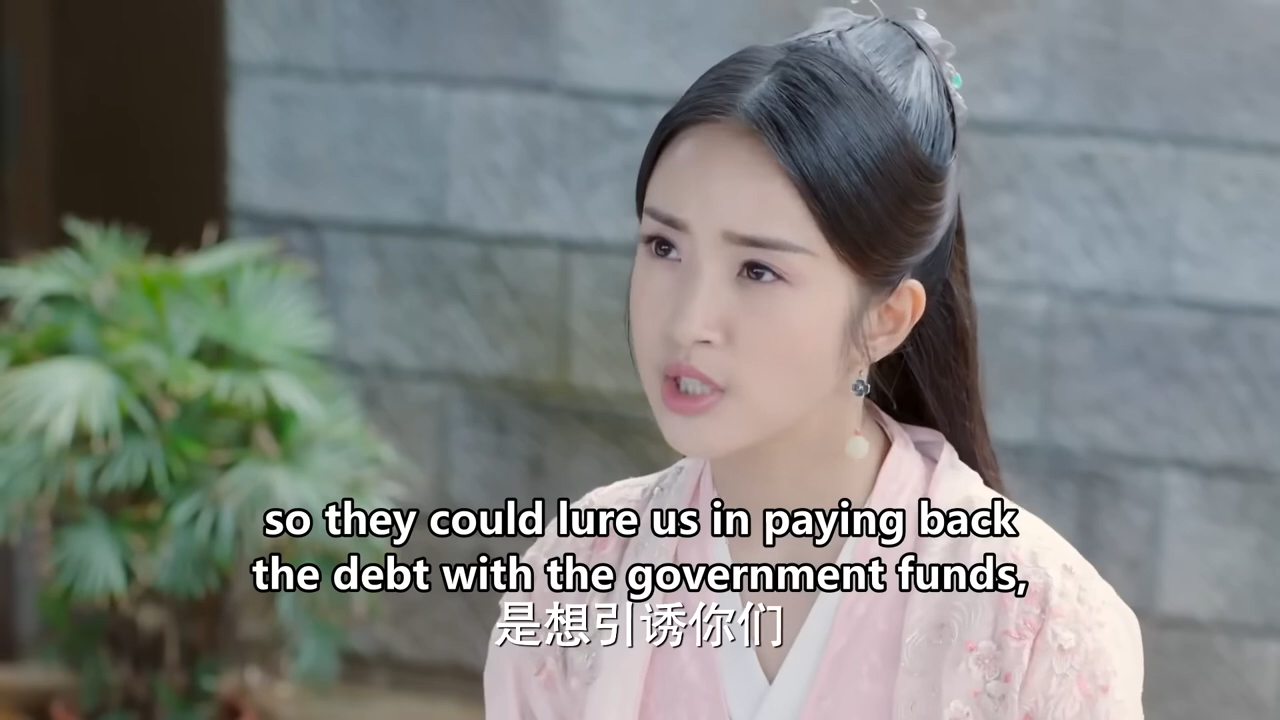 so they could lure us in paying back
the debt with the government funds,
是想引诱你们